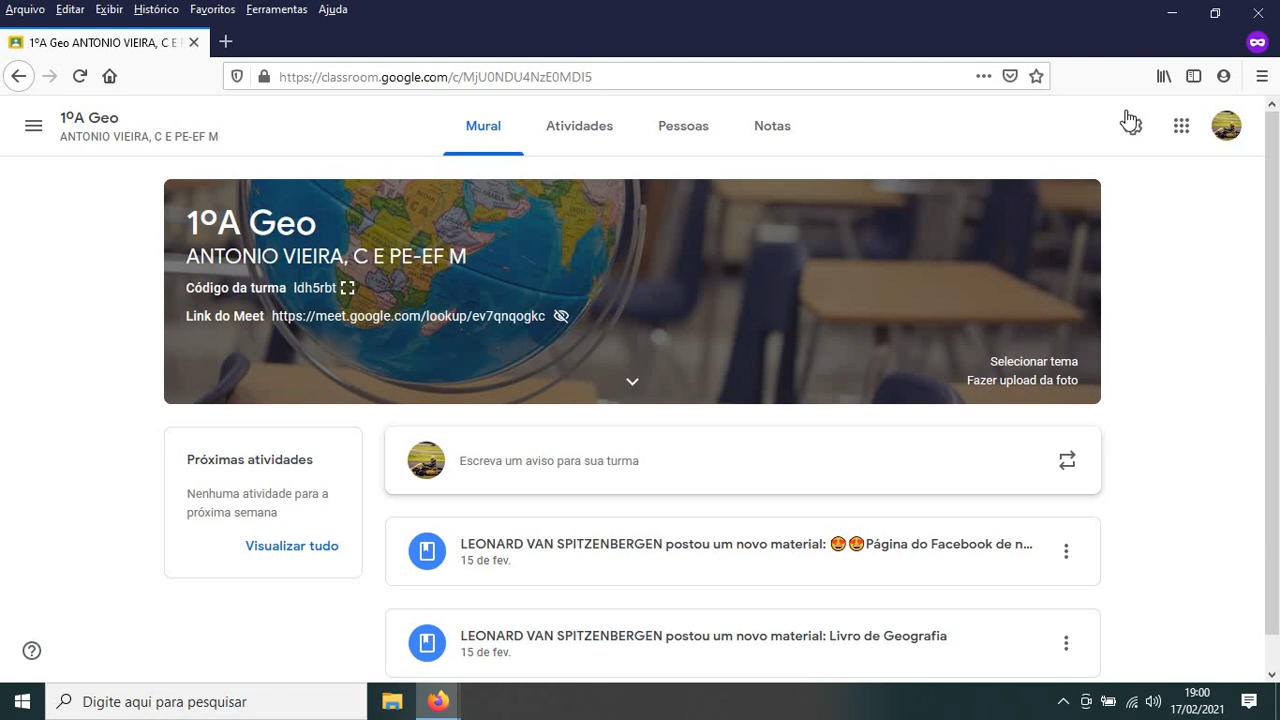 Arquivo Editar Exibir Histórico Favoritos Ferramentas Ajuda
1ºA Geo ANTONIO VIEIRA, C E
https://classroom.google.com/c/MjU0NDU4NzE0MDI5
1ºA Geo
ANTONIO VIEIRA, C E PE-EF M
Mural Atividades Pessoas Notas
1ºA Geo
ANTONIO VIEIRA, C E PE-EF M
Código da turma ldh5rbt
Link do Meet https://meet.google.com/lookup/ev7qnqogkc
Selecionar tema
Fazer upload da foto
Próximas atividades
Nenhuma atividade para a
próxima semana
Visualizar tudo
Escreva um aviso para sua turma
LEONARD VAN SPITZENBERGEN postou um novo material: 😍😍Página do Facebook de n...
15 de fev.
LEONARD VAN SPITZENBERGEN postou um novo material: Livro de Geografia
15 de fev.
Digite aqui para pesquisar
19:00
17/02/2021